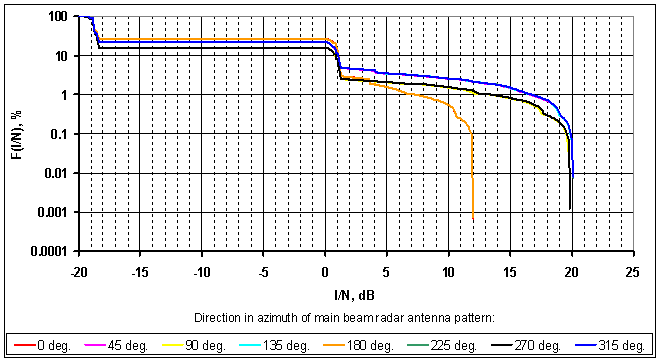 100
10
1
0.1
0.01
0.001
0.0001
F(I/N), %
-20 -15 -10 -5 0 5 10 15 20 25
I/N, dB
Direction in azimuth of main beam radar antenna pattern:
0 deg. 45 deg. 90 deg. 135 deg. 180 deg. 225 deg. 270 deg. 315 deg.